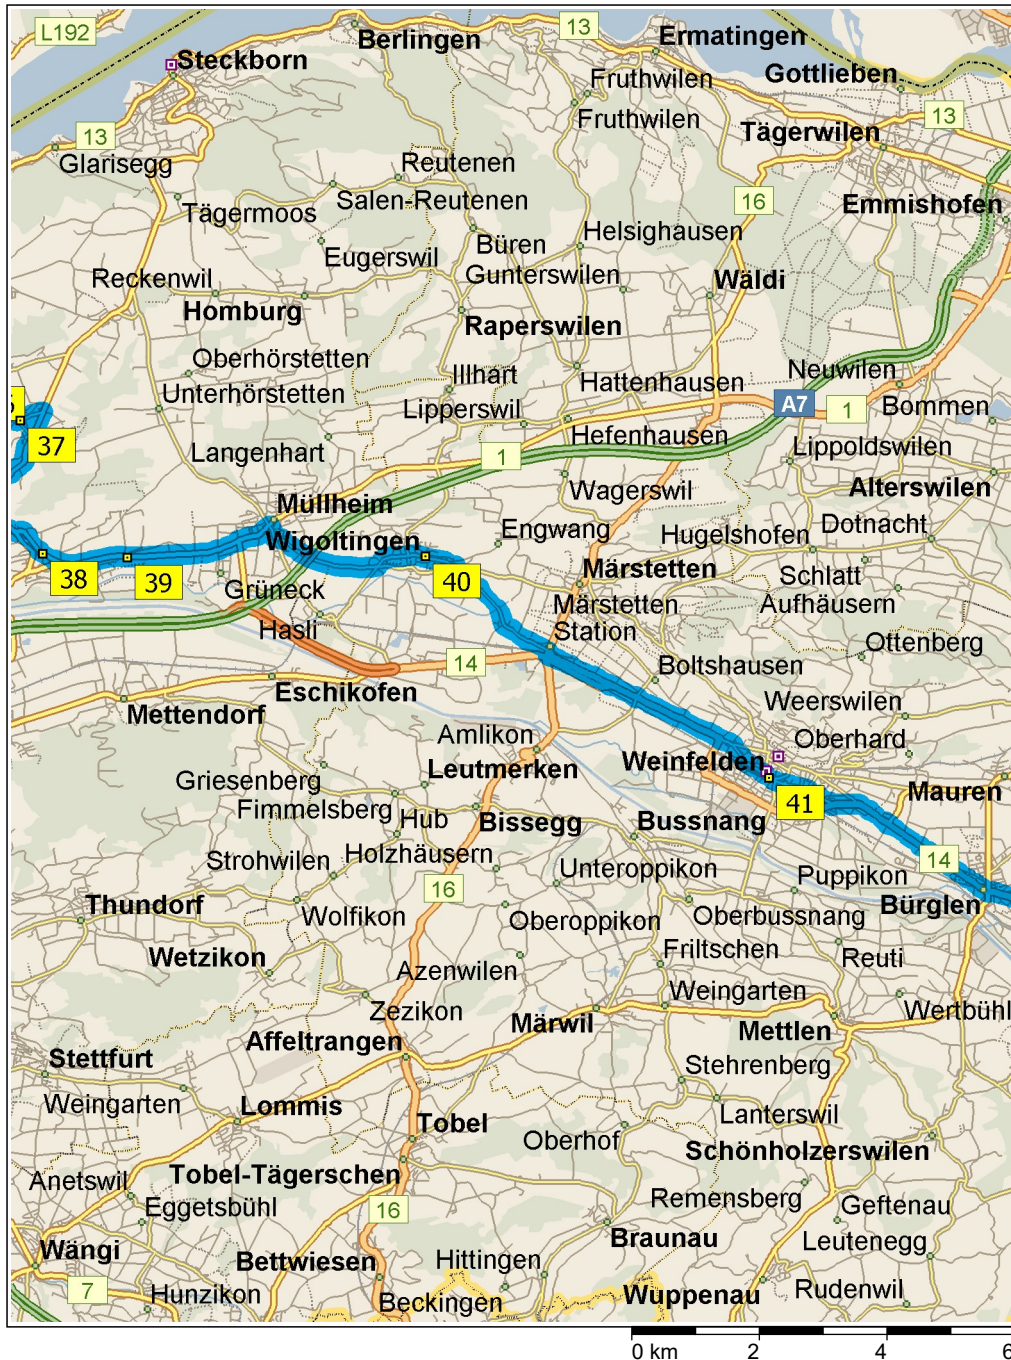 L192
Berlingen
13
Ermatingen
Steckborn
Fruthwilen
Gottlieben
13
Fruthwilen
13
Tägerwilen
Glarisegg
Reutenen
Tägermoos
Salen-Reutenen
16
Emmishofen
Büren
Helsighausen
Eugerswil
Gunterswilen
Reckenwil
Wäldi
Homburg
Raperswilen
Oberhörstetten
Illhart
Hattenhausen
Neuwilen
Unterhörstetten
Lipperswil
A7
1
Bommen
37
Hefenhausen
Langenhart
1
Lippoldswilen
Wagerswil
Alterswilen
Müllheim
Engwang
Hugelshofen
Dotnacht
Wigoltingen
38
39
40
Märstetten
Schlatt
Grüneck
Märstetten
Station
Aufhäusern
Hasli
Ottenberg
14
Boltshausen
Eschikofen
Mettendorf
Weerswilen
Amlikon
Oberhard
Leutmerken
Weinfelden
Griesenberg
Mauren
Fimmelsberg
Hub
Bissegg
Bussnang
41
Strohwilen
Holzhäusern
14
Unteroppikon
Puppikon
16
Thundorf
Wolfikon
Oberoppikon
Oberbussnang
Bürglen
Wetzikon
Azenwilen
Friltschen
Reuti
Zezikon
Weingarten
Wertbühl
Märwil
Mettlen
Affeltrangen
Stettfurt
Stehrenberg
Weingarten
Lommis
Tobel
Lanterswil
Oberhof
Schönholzerswilen
Anetswil
Tobel-Tägerschen
Eggetsbühl
16
Remensberg
Geftenau
Wängi
Braunau
Leutenegg
Bettwiesen
Hittingen
7
Hunzikon
Beckingen
Wuppenau
Rudenwil
0 km 2 4 6